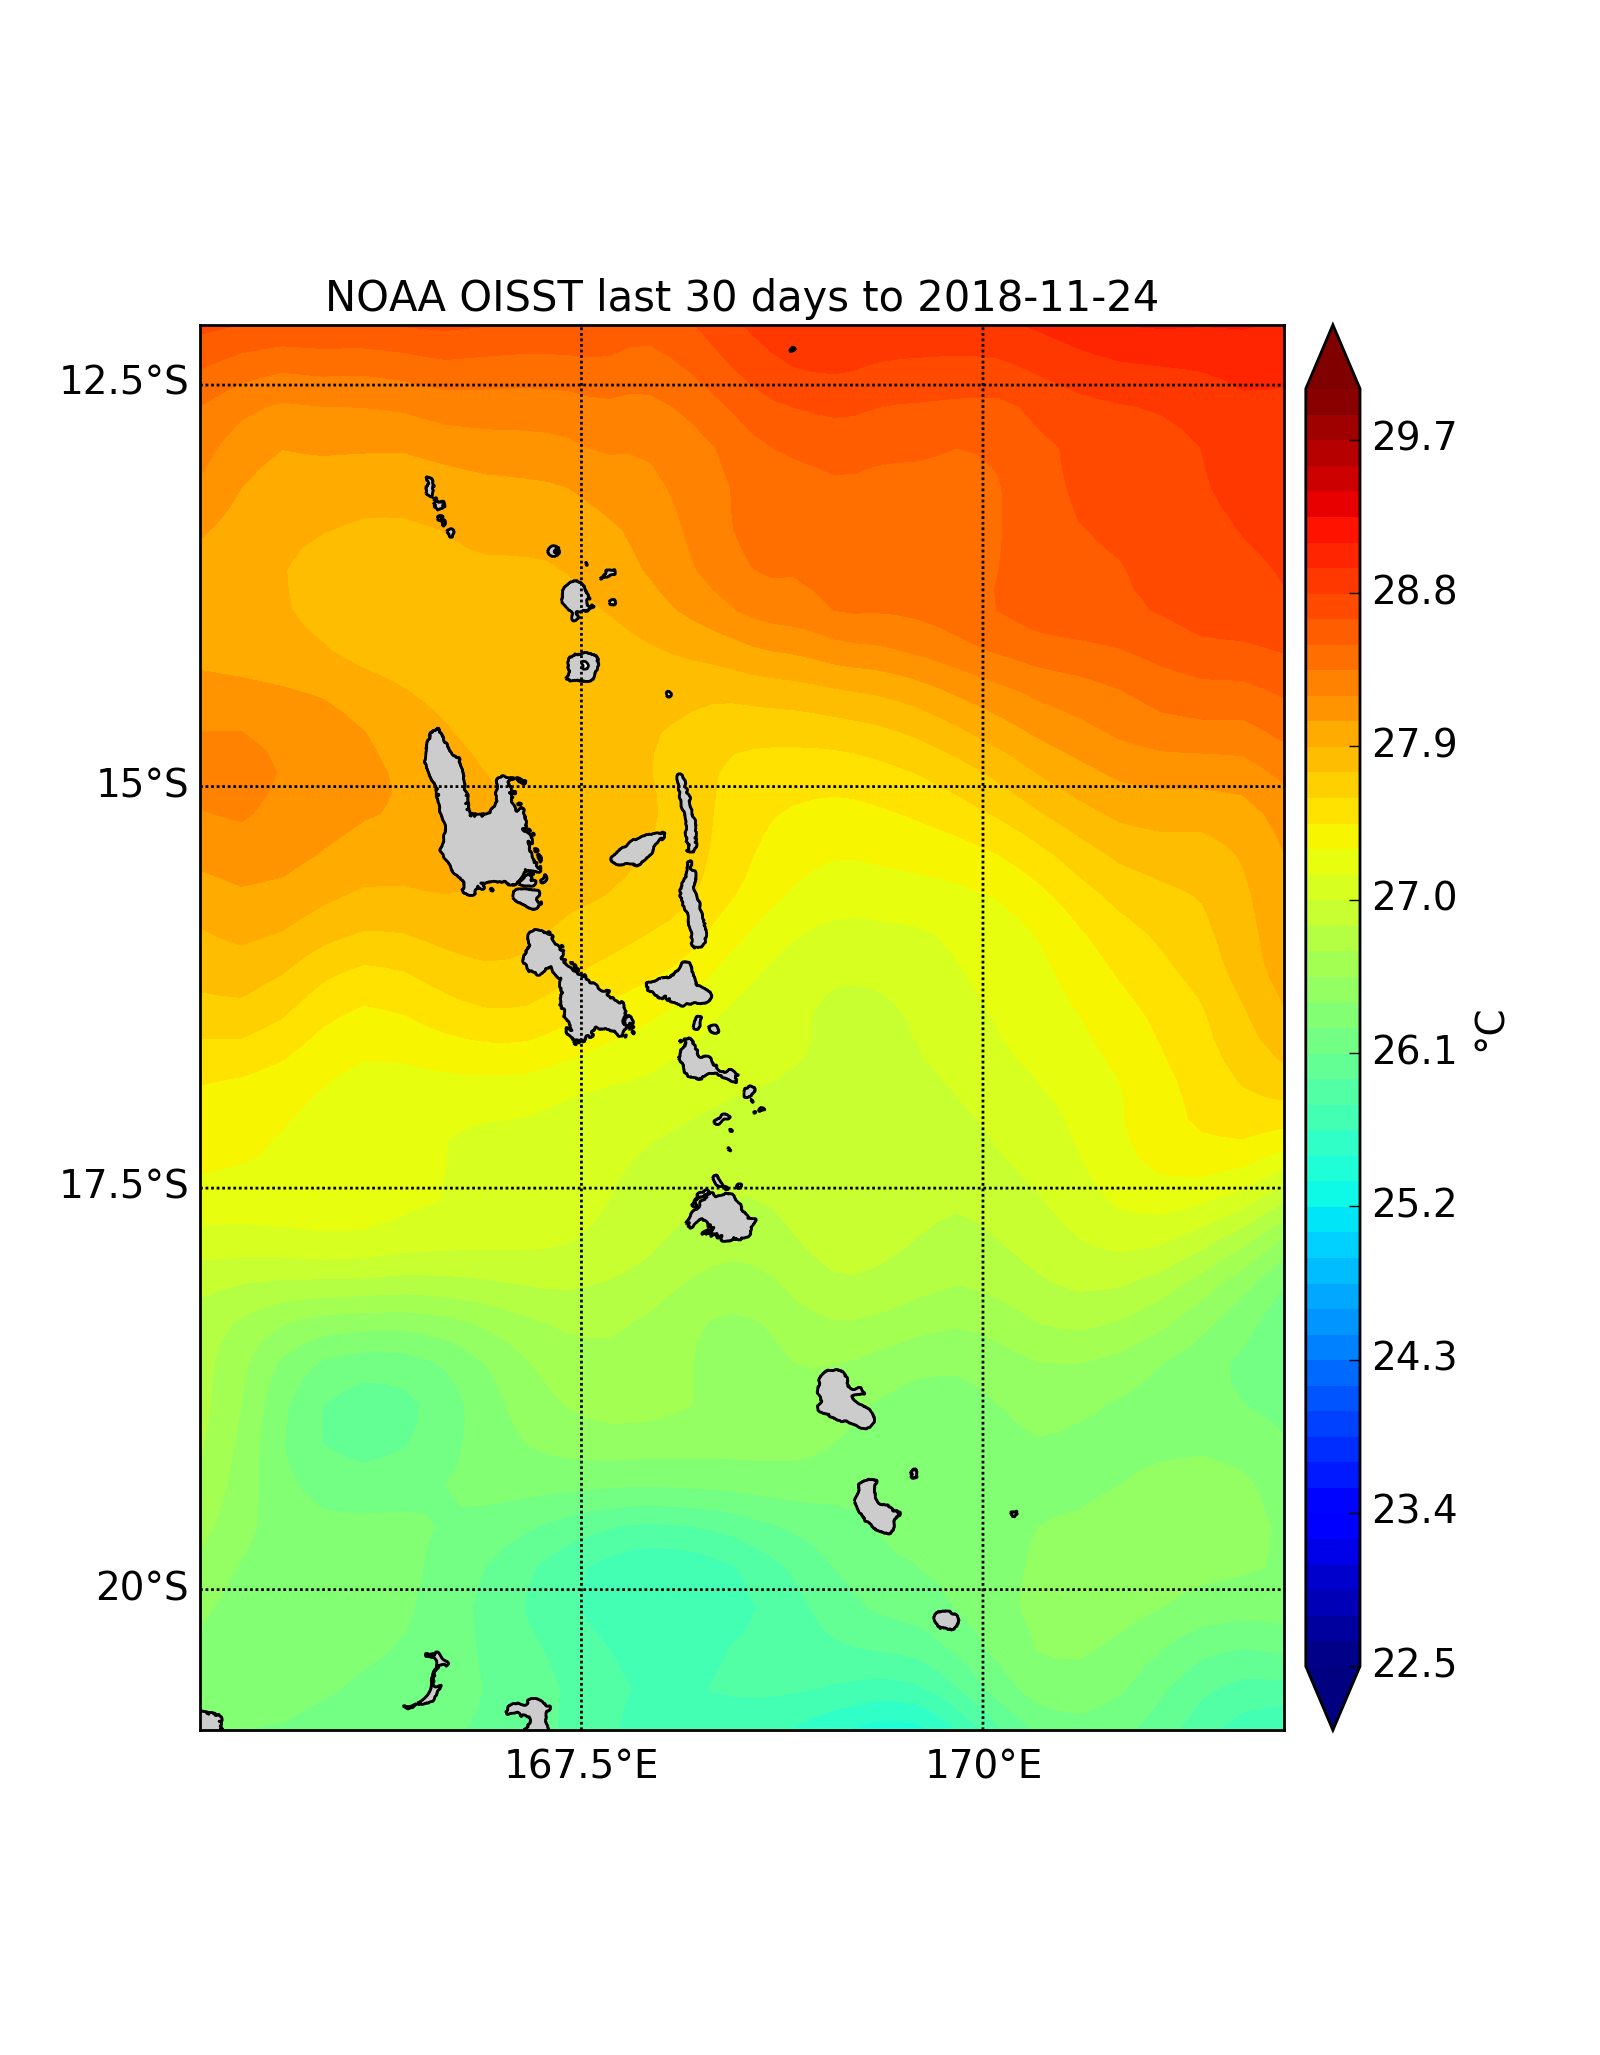 NOAA OISST last 30 days to 2018-11-24
12.5°S
15°S
17.5°S
20°S
167.5°E
170°E
29.7
28.8
27.9
27.0
26.1
25.2
24.3
23.4
22.5
°C